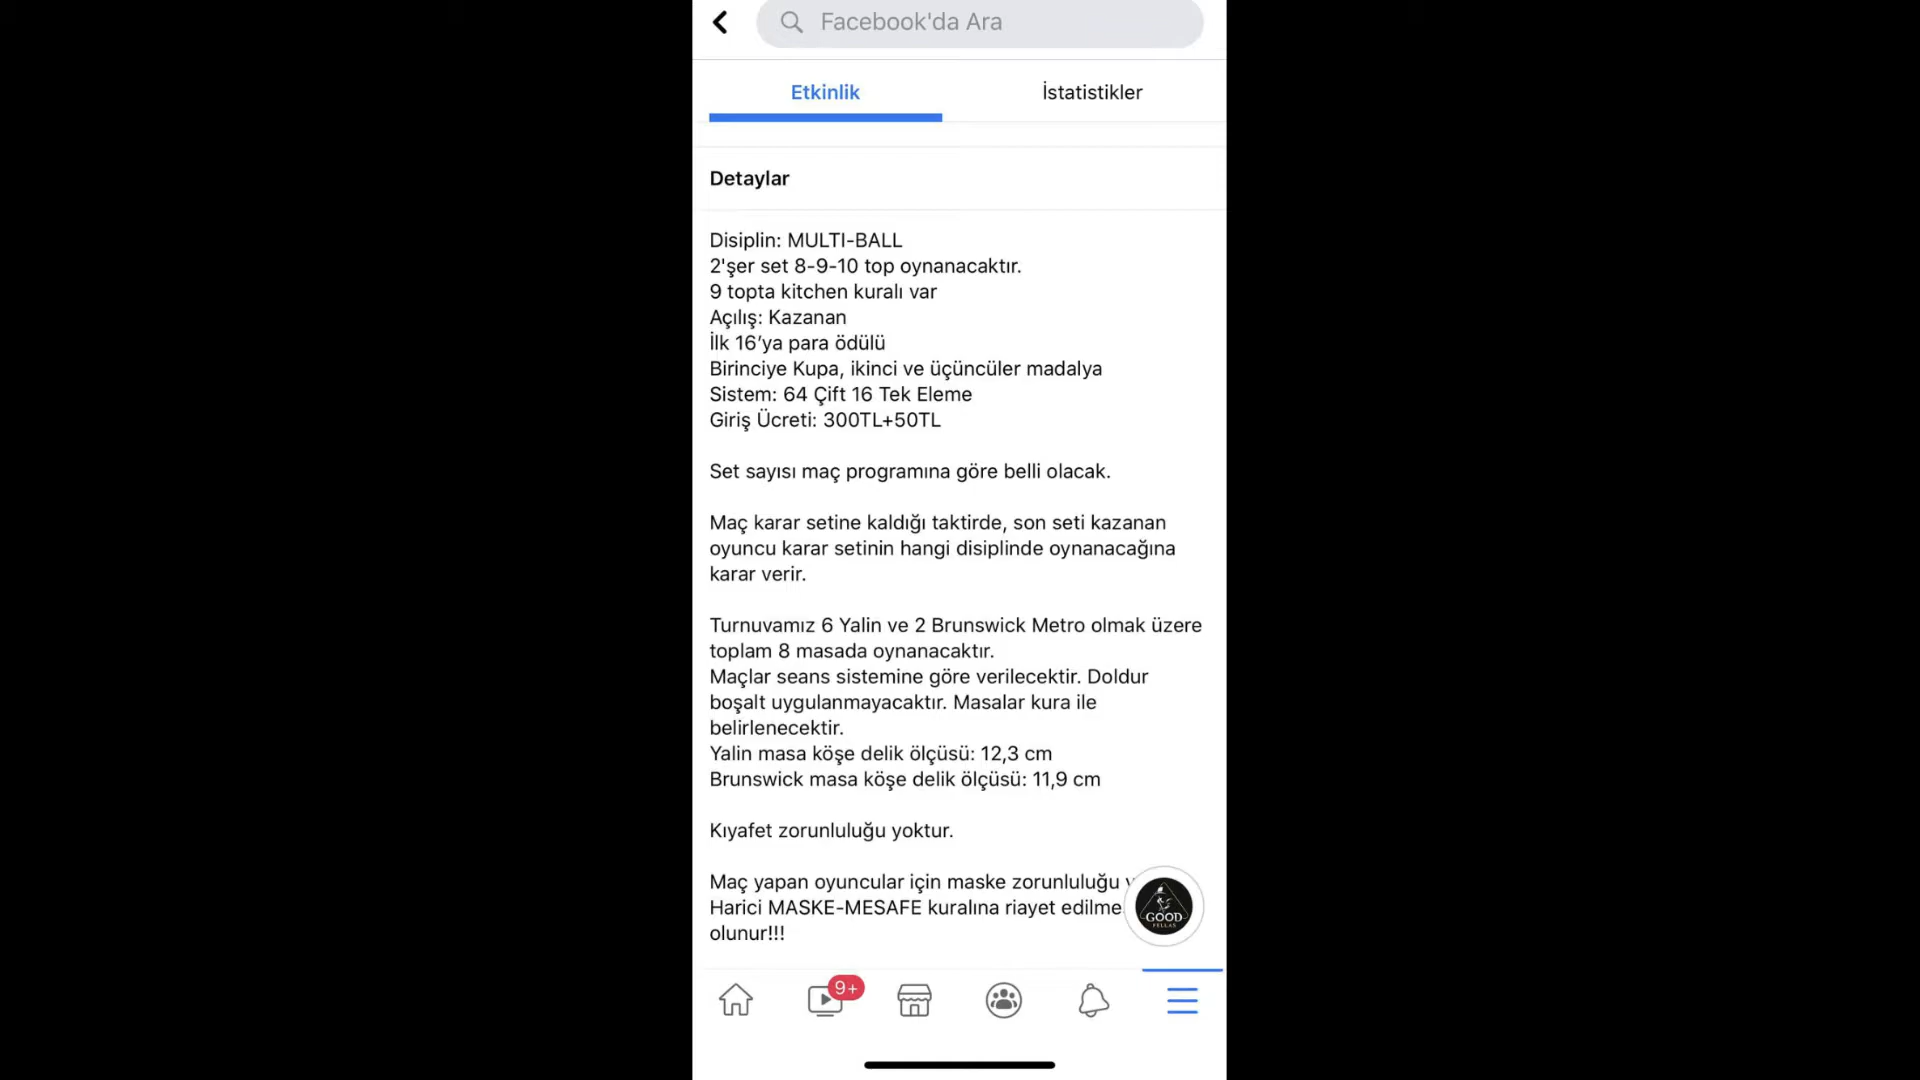 Facebook'da Ara
Etkinlik
İstatistikler
Detaylar
Disiplin: MULTI-BALL
2'şer set 8-9-10 top oynanacaktır.
9 topta kitchen kuralı var
Açılış: Kazanan
İlk 16’ya para ödülü
Birinciye Kupa, ikinci ve üçüncüler madalya
Sistem: 64 Çift 16 Tek Eleme
Giriş Ücreti: 300TL+50TL
Set sayısı maç programına göre belli olacak.
Maç karar setine kaldığı taktirde, son seti kazanan
oyuncu karar setinin hangi disiplinde oynanacağına
karar verir.
Turnuvamız 6 Yalin ve 2 Brunswick Metro olmak üzere
toplam 8 masada oynanacaktır.
Maçlar seans sistemine göre verilecektir. Doldur
boşalt uygulanmayacaktır. Masalar kura ile
belirlenecektir.
Yalin masa köşe delik ölçüsü: 12,3 cm
Brunswick masa köşe delik ölçüsü: 11,9 cm
Kıyafet zorunluluğu yoktur.
Maç yapan oyuncular için maske zorunluluğu
Harici MASKE-MESAFE kuralına riayet edilme
olunur!!!
GOOD
FELLAS
9+